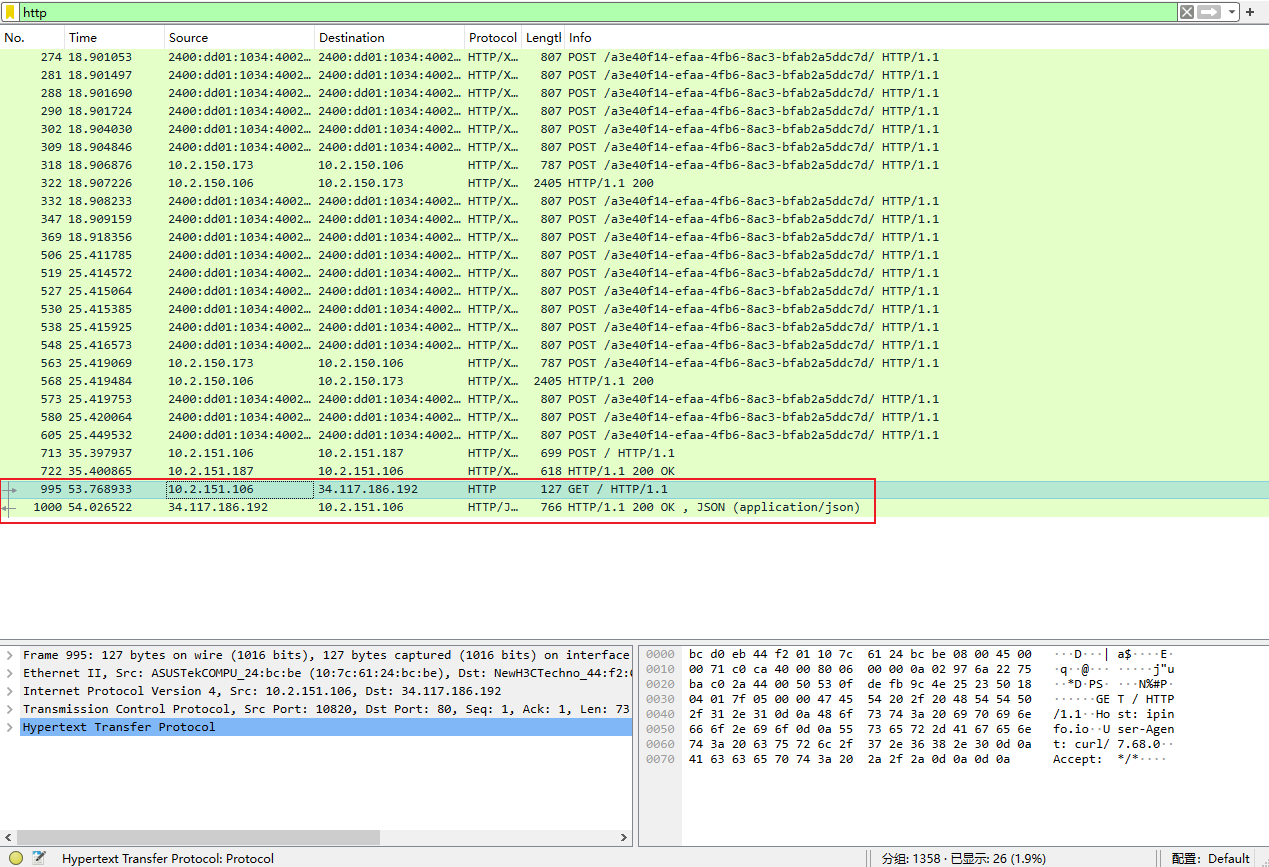 http
No. Time Source Destination Protocol Lengtl Info
274 18.901053 2400:dd01:1034:4002… 2400:dd01:1034:4002… HTTP/X… 807 POST /a3e40f14-efaa-4fb6-8ac3-bfab2a5ddc7d/ HTTP/1.1
281 18.901497 2400:dd01:1034:4002… 2400:dd01:1034:4002… HTTP/X… 807 POST /a3e40f14-efaa-4fb6-8ac3-bfab2a5ddc7d/ HTTP/1.1
288 18.901690 2400:dd01:1034:4002… 2400:dd01:1034:4002… HTTP/X… 807 POST /a3e40f14-efaa-4fb6-8ac3-bfab2a5ddc7d/ HTTP/1.1
290 18.901724 2400:dd01:1034:4002… 2400:dd01:1034:4002… HTTP/X… 807 POST /a3e40f14-efaa-4fb6-8ac3-bfab2a5ddc7d/ HTTP/1.1
302 18.904030 2400:dd01:1034:4002… 2400:dd01:1034:4002… HTTP/X… 807 POST /a3e40f14-efaa-4fb6-8ac3-bfab2a5ddc7d/ HTTP/1.1
309 18.904846 2400:dd01:1034:4002… 2400:dd01:1034:4002… HTTP/X… 807 POST /a3e40f14-efaa-4fb6-8ac3-bfab2a5ddc7d/ HTTP/1.1
318 18.906876 10.2.150.173 10.2.150.106 HTTP/X… 787 POST /a3e40f14-efaa-4fb6-8ac3-bfab2a5ddc7d/ HTTP/1.1
322 18.907226 10.2.150.106 10.2.150.173 HTTP/X… 2405 HTTP/1.1 200
332 18.908233 2400:dd01:1034:4002… 2400:dd01:1034:4002… HTTP/X… 807 POST /a3e40f14-efaa-4fb6-8ac3-bfab2a5ddc7d/ HTTP/1.1
347 18.909159 2400:dd01:1034:4002… 2400:dd01:1034:4002… HTTP/X… 807 POST /a3e40f14-efaa-4fb6-8ac3-bfab2a5ddc7d/ HTTP/1.1
369 18.918356 2400:dd01:1034:4002… 2400:dd01:1034:4002… HTTP/X… 807 POST /a3e40f14-efaa-4fb6-8ac3-bfab2a5ddc7d/ HTTP/1.1
506 25.411785 2400:dd01:1034:4002… 2400:dd01:1034:4002… HTTP/X… 807 POST /a3e40f14-efaa-4fb6-8ac3-bfab2a5ddc7d/ HTTP/1.1
519 25.414572 2400:dd01:1034:4002… 2400:dd01:1034:4002… HTTP/X… 807 POST /a3e40f14-efaa-4fb6-8ac3-bfab2a5ddc7d/ HTTP/1.1
527 25.415064 2400:dd01:1034:4002… 2400:dd01:1034:4002… HTTP/X… 807 POST /a3e40f14-efaa-4fb6-8ac3-bfab2a5ddc7d/ HTTP/1.1
530 25.415385 2400:dd01:1034:4002… 2400:dd01:1034:4002… HTTP/X… 807 POST /a3e40f14-efaa-4fb6-8ac3-bfab2a5ddc7d/ HTTP/1.1
538 25.415925 2400:dd01:1034:4002… 2400:dd01:1034:4002… HTTP/X… 807 POST /a3e40f14-efaa-4fb6-8ac3-bfab2a5ddc7d/ HTTP/1.1
548 25.416573 2400:dd01:1034:4002… 2400:dd01:1034:4002… HTTP/X… 807 POST /a3e40f14-efaa-4fb6-8ac3-bfab2a5ddc7d/ HTTP/1.1
563 25.419069 10.2.150.173 10.2.150.106 HTTP/X… 787 POST /a3e40f14-efaa-4fb6-8ac3-bfab2a5ddc7d/ HTTP/1.1
568 25.419484 10.2.150.106 10.2.150.173 HTTP/X… 2405 HTTP/1.1 200
573 25.419753 2400:dd01:1034:4002… 2400:dd01:1034:4002… HTTP/X… 807 POST /a3e40f14-efaa-4fb6-8ac3-bfab2a5ddc7d/ HTTP/1.1
580 25.420064 2400:dd01:1034:4002… 2400:dd01:1034:4002… HTTP/X… 807 POST /a3e40f14-efaa-4fb6-8ac3-bfab2a5ddc7d/ HTTP/1.1
605 25.449532 2400:dd01:1034:4002… 2400:dd01:1034:4002… HTTP/X… 807 POST /a3e40f14-efaa-4fb6-8ac3-bfab2a5ddc7d/ HTTP/1.1
713 35.397937 10.2.151.106 10.2.151.187 HTTP/X… 699 POST / HTTP/1.1
722 35.400865 10.2.151.187 10.2.151.106 HTTP/X… 618 HTTP/1.1 200 OK
995 53.768933 10.2.151.106 34.117.186.192 HTTP 127 GET / HTTP/1.1
1000 54.026522 34.117.186.192 10.2.151.106 HTTP/J… 766 HTTP/1.1 200 OK , JSON (application/json)
Frame 995: 127 bytes on wire (1016 bits), 127 bytes captured (1016 bits) on interface
Ethernet II, Src: ASUSTekCOMPU_24:bc:be (10:7c:61:24:bc:be), Dst: NewH3CTechno_44:f2:
Internet Protocol Version 4, Src: 10.2.151.106, Dst: 34.117.186.192
Transmission Control Protocol, Src Port: 10820, Dst Port: 80, Seq: 1, Ack: 1, Len: 73
Hypertext Transfer Protocol
0000 bc d0 eb 44 f2 01 10 7c 61 24 bc be 08 00 45 00 ···D···| a$····E·
0010 00 71 c0 ca 40 00 80 06 00 00 0a 02 97 6a 22 75 ·q··@··· ·····j"u
0020 ba c0 2a 44 00 50 53 0f de fb 9c 4e 25 23 50 18 ··*D·PS· ···N%#P·
0030 04 01 7f 05 00 00 47 45 54 20 2f 20 48 54 54 50 ······GE T / HTTP
0040 2f 31 2e 31 0d 0a 48 6f 73 74 3a 20 69 70 69 6e /1.1··Ho st: ipin
0050 66 6f 2e 69 6f 0d 0a 55 73 65 72 2d 41 67 65 6e fo.io··U ser-Agen
0060 74 3a 20 63 75 72 6c 2f 37 2e 36 38 2e 30 0d 0a t: curl/ 7.68.0··
0070 41 63 63 65 70 74 3a 20 2a 2f 2a 0d 0a 0d 0a Accept: */*····
Hypertext Transfer Protocol: Protocol 分组: 1358 · 已显示: 26 (1.9%) 配置: Default